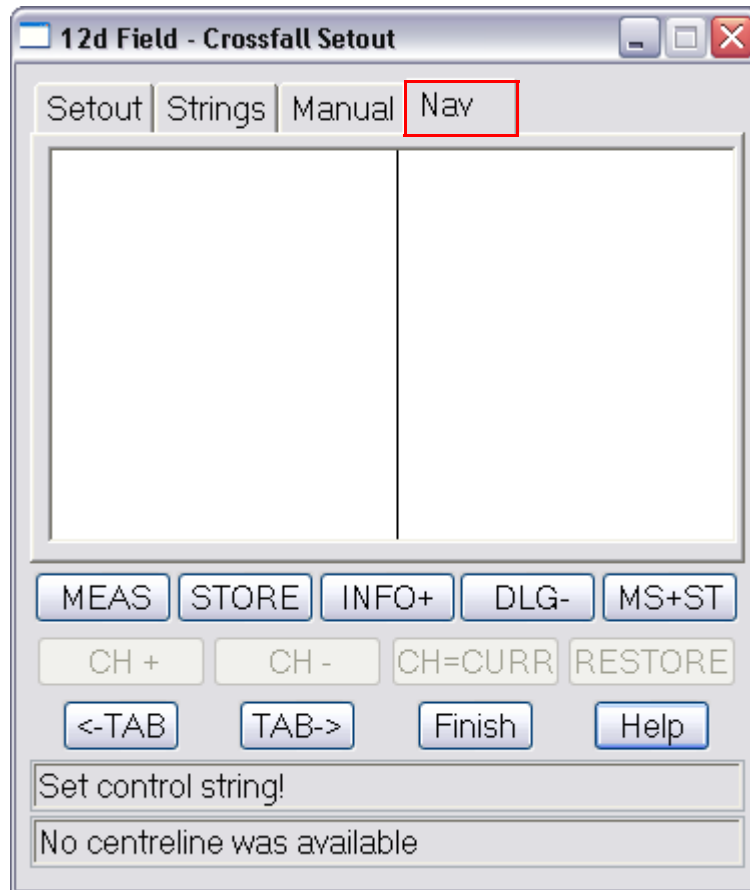 12d Field - Crossfall Setout
Setout Strings Manual Nav
MEAS STORE INFO+ DLG- MS+ST
CH + CH - CH=CURR RESTORE
<-TAB TAB-> Finish Help
Set control string!
No centreline was available